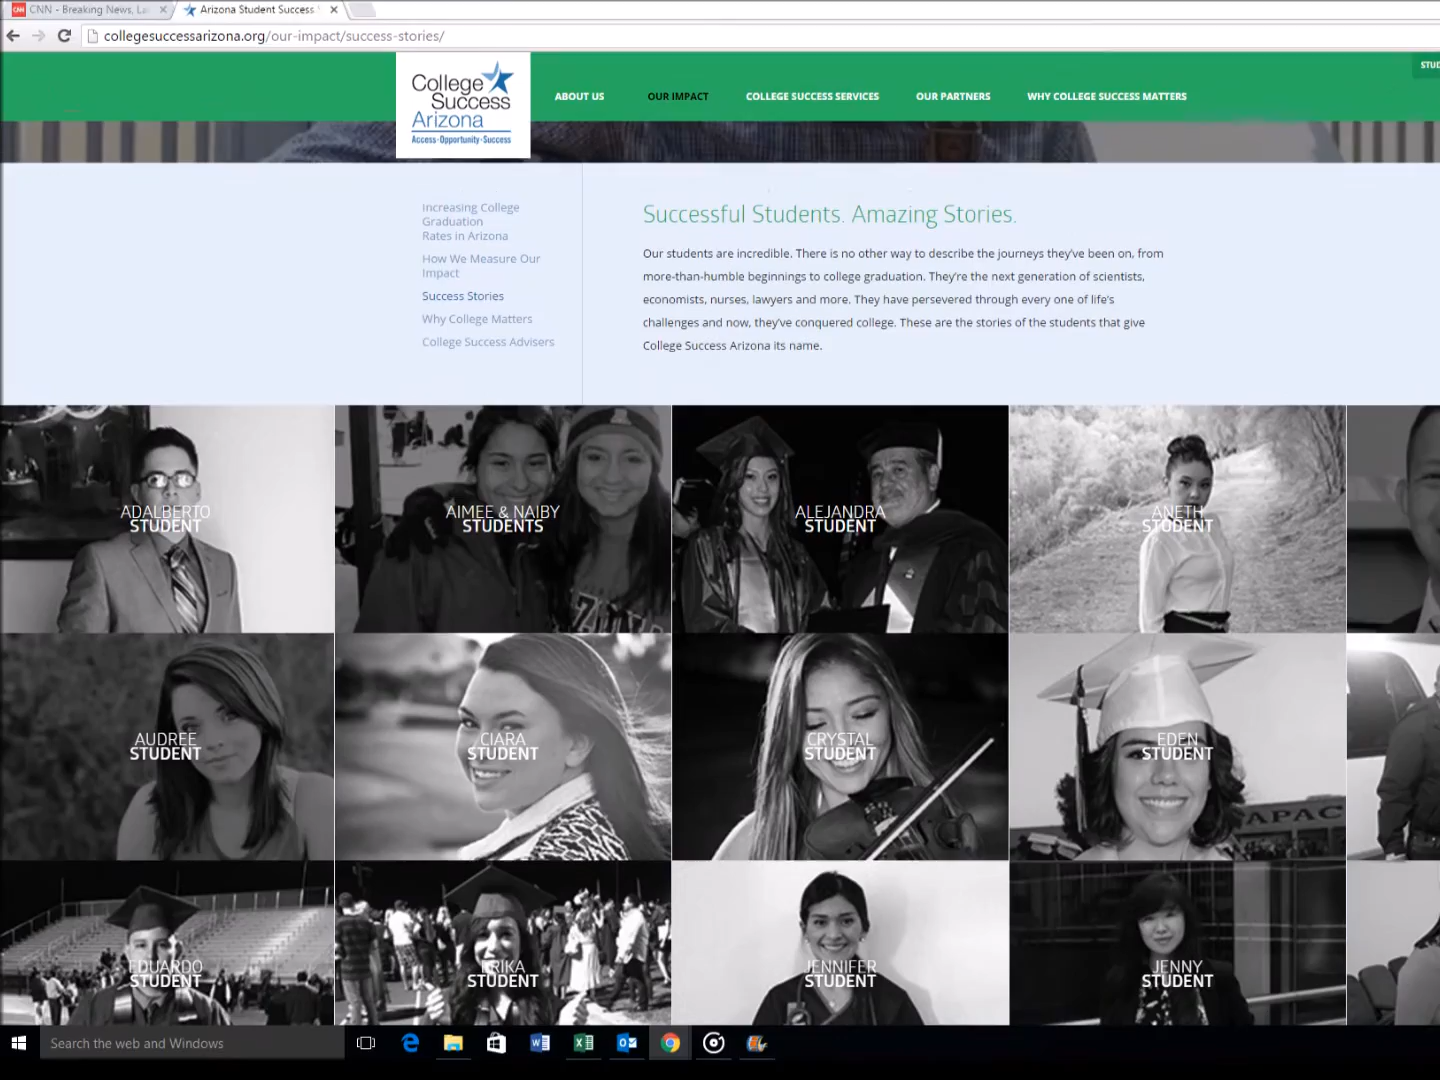 CNN - Breaking News, La
Arizona Student Success
collegesuccessarizona.org/our-impact/success-stories/
STUD
College
Success
Arizona
Access·Opportunity·Success
ABOUT US
OUR IMPACT
COLLEGE SUCCESS SERVICES
OUR PARTNERS
WHY COLLEGE SUCCESS MATTERS
Increasing College
Graduation
Rates in Arizona
How We Measure Our
Impact
Success Stories
Why College Matters
College Success Advisers
Successful Students. Amazing Stories.
Our students are incredible. There is no other way to describe the journeys they've been on, from
more-than-humble beginnings to college graduation. They're the next generation of scientists,
economists, nurses, lawyers and more. They have persevered through every one of life's
challenges and now, they've conquered college. These are the stories of the students that give
College Success Arizona its name.
ADALBERTO
STUDENT
AIMEE & NAIBY
STUDENTS
ALEJANDRA
STUDENT
ANETH
STUDENT
AUDREE
STUDENT
CIARA
STUDENT
CRYSTAL
STUDENT
EDEN
STUDENT
APAC
EDUARDO
STUDENT
ERIKA
STUDENT
JENNIFER
STUDENT
JENNY
STUDENT
Search the web and Windows